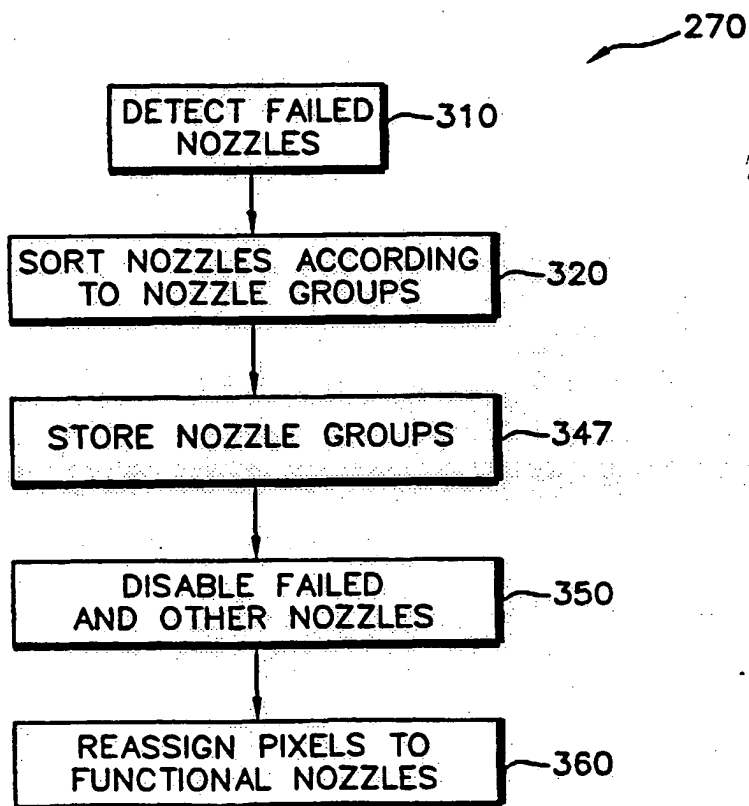 270
DETECT FAILED
NOZZLES
310
SORT NOZZLES ACCORDING
TO NOZZLE GROUPS
320
STORE NOZZLE GROUPS
347
DISABLE FAILED
AND OTHER NOZZLES
350
REASSIGN PIXELS TO
FUNCTIONAL NOZZLES
360